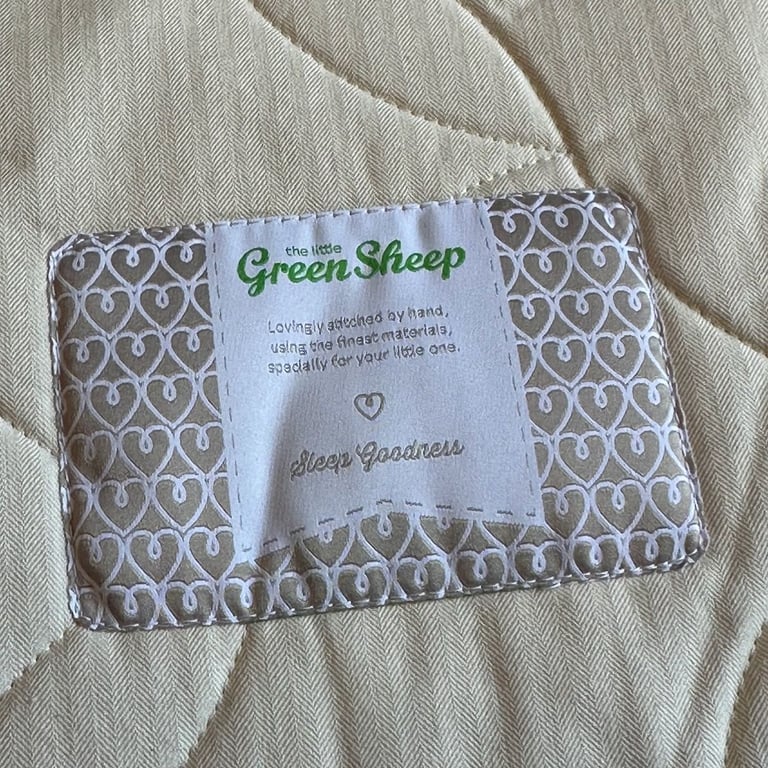 the little
Green Sheep
Lovingly stitched by hand,
using the finest materials,
specially for your little one.
Sleep Goodness